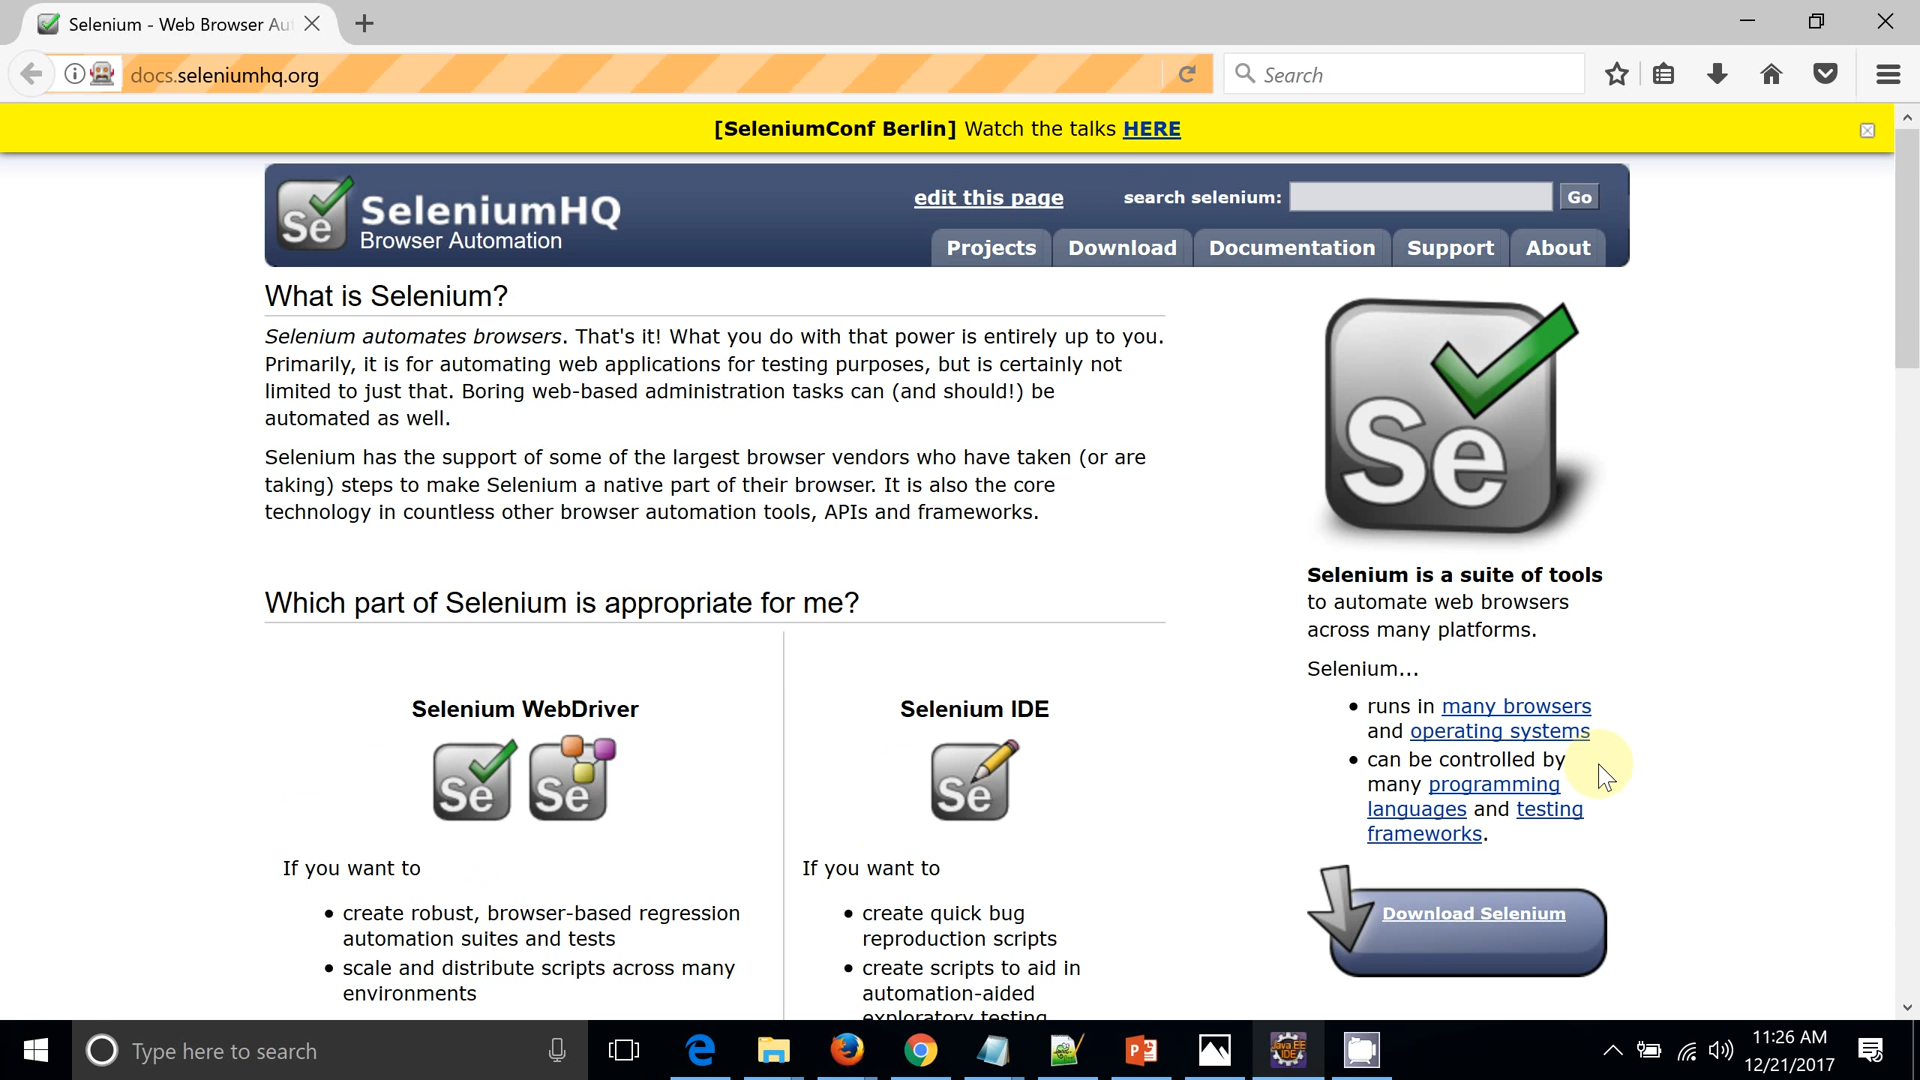 Selenium - Web Browser Au
docs.seleniumhq.org
Search
[SeleniumConf Berlin] Watch the talks HERE
Se
SeleniumHQ
Browser Automation
edit this page
search selenium:
Go
Projects
Download
Documentation
Support
About
What is Selenium?
Selenium automates browsers. That's it! What you do with that power is entirely up to you.
Primarily, it is for automating web applications for testing purposes, but is certainly not
limited to just that. Boring web-based administration tasks can (and should!) be
automated as well.
Selenium has the support of some of the largest browser vendors who have taken (or are
taking) steps to make Selenium a native part of their browser. It is also the core
technology in countless other browser automation tools, APIs and frameworks.
Which part of Selenium is appropriate for me?
Selenium WebDriver
Se
Se
If you want to
• create robust, browser-based regression
automation suites and tests
• scale and distribute scripts across many
environments
Selenium IDE
Se
If you want to
• create quick bug
reproduction scripts
• create scripts to aid in
automation-aided
exploratory testing
Se
Selenium is a suite of tools
to automate web browsers
across many platforms.
Selenium...
• runs in many browsers
and operating systems
• can be controlled by
many programming
languages and testing
frameworks.
Download Selenium
Type here to search
Java EE
IDE
11:26 AM
12/21/2017